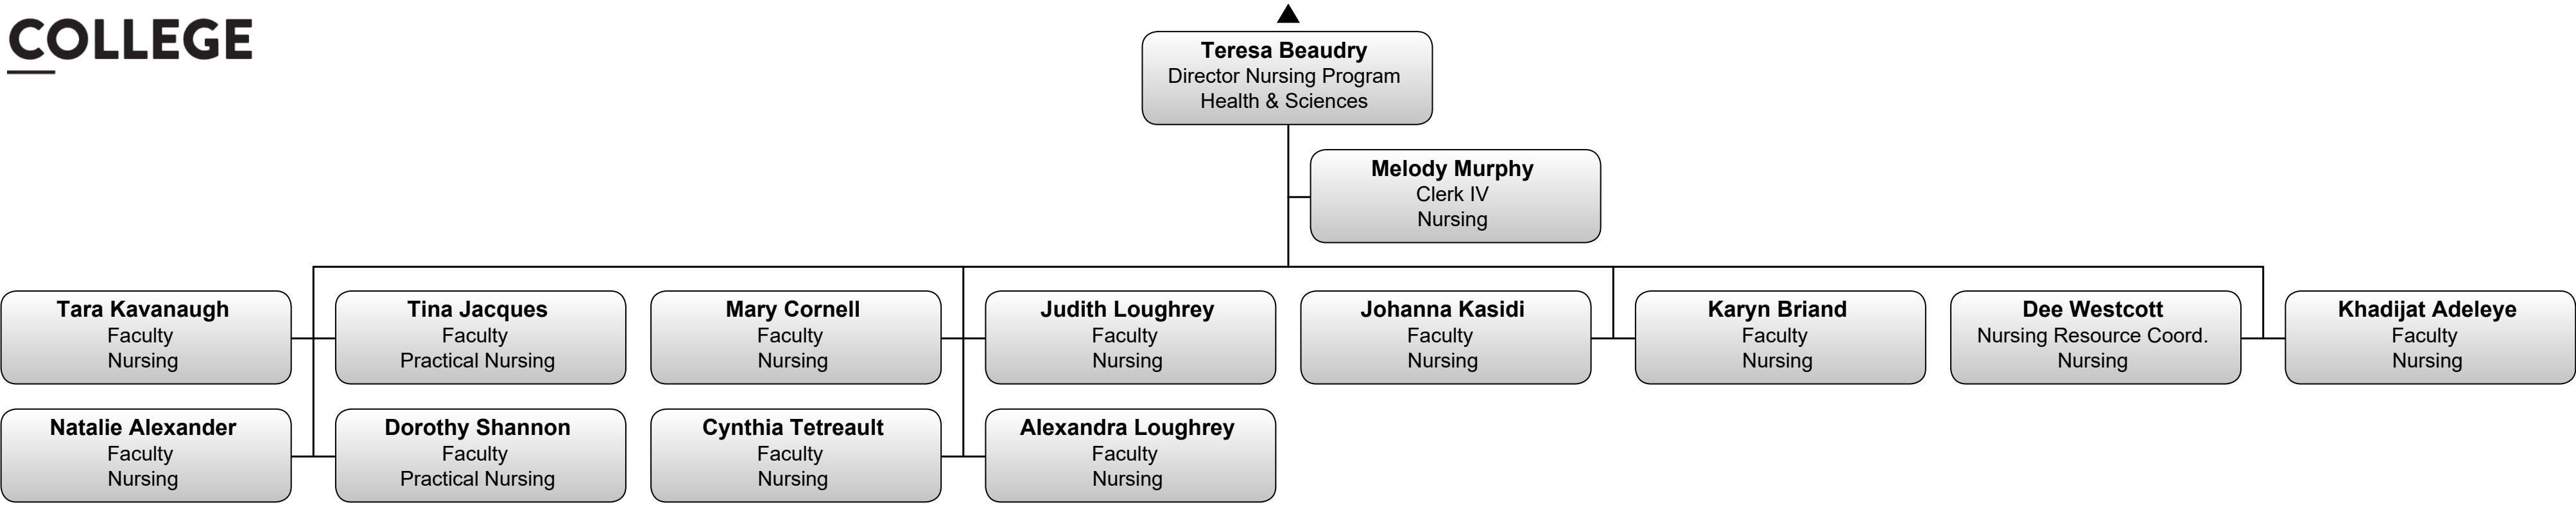 COLLEGE
Teresa Beaudry
Director Nursing Program
Health & Sciences
Melody Murphy
Clerk IV
Nursing
Tara Kavanaugh
Faculty
Nursing
Tina Jacques
Faculty
Practical Nursing
Mary Cornell
Faculty
Nursing
Judith Loughrey
Faculty
Nursing
Johanna Kasidi
Faculty
Nursing
Karyn Briand
Faculty
Nursing
Dee Westcott
Nursing Resource Coord.
Nursing
Khadijat Adeleye
Faculty
Nursing
Natalie Alexander
Faculty
Nursing
Dorothy Shannon
Faculty
Practical Nursing
Cynthia Tetreault
Faculty
Nursing
Alexandra Loughrey
Faculty
Nursing